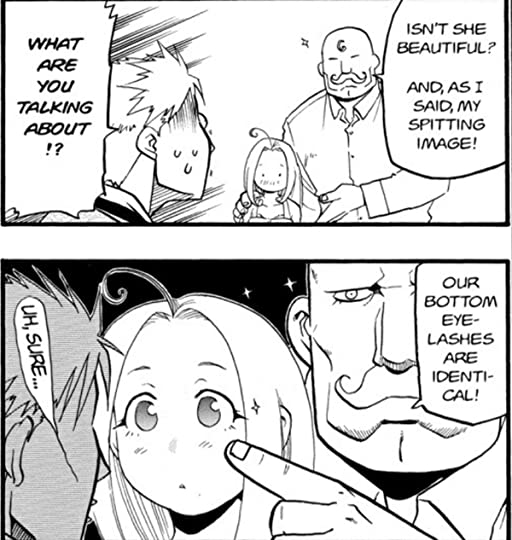 ISN'T SHE
BEAUTIFUL?
AND, AS I
SAID, MY
SPITTING
IMAGE!
WHAT
ARE
YOU
TALKING
ABOUT
!?
OUR
BOTTOM
EYE-
LASHES
ARE
IDENTI-
CAL!
UH, SURE...